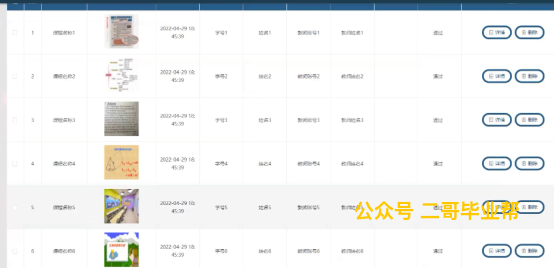 1 课程名称1 2022-04-29 18:45:39 学号1 姓名1 教师账号1 教师姓名1 通过 详情 删除
2 课程名称2 2022-04-29 18:45:39 学号2 姓名2 教师账号2 教师姓名2 通过 详情 删除
3 课程名称3 2022-04-29 18:45:39 学号3 姓名3 教师账号3 教师姓名3 通过 详情 删除
4 课程名称4 2022-04-29 18:45:39 学号4 姓名4 教师账号4 教师姓名4 通过 详情 删除
5 课程名称5 2022-04-29 18:45:39 学号5 姓名5 教师账号5 教师姓名5 详情 删除
公众号 二哥毕业帮
6 课程名称6 2022-04-29 18:45:39 学号6 姓名6 教师账号6 教师姓名6 通过 详情 删除